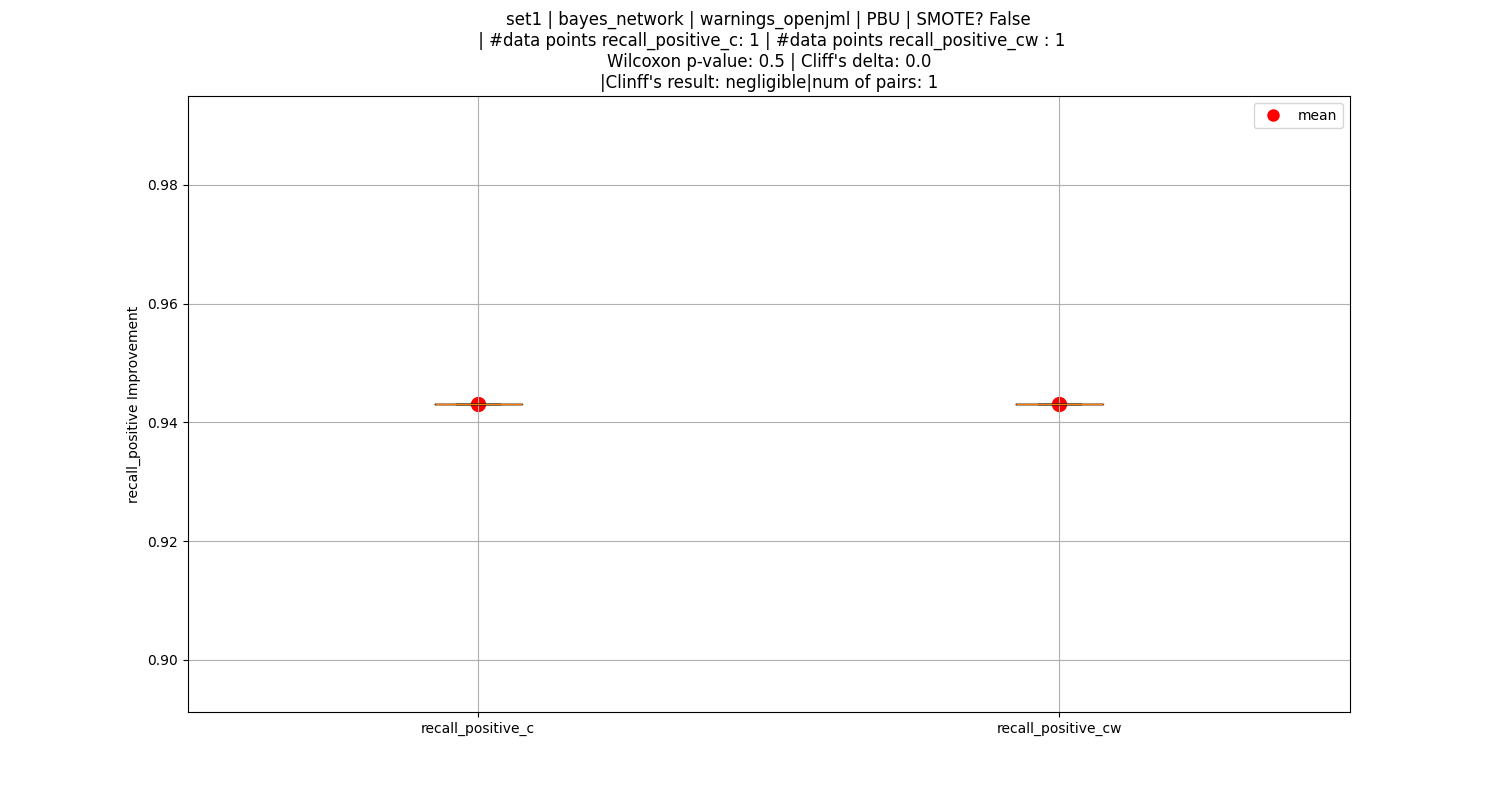 set1 | bayes_network | warnings_openjml | PBU | SMOTE? False
| #data points recall_positive_c: 1 | #data points recall_positive_cw : 1
Wilcoxon p-value: 0.5 | Cliff's delta: 0.0
|Clinff's result: negligible|num of pairs: 1
mean
0.98
0.96
0.94
0.92
0.90
recall_positive Improvement
recall_positive_c
recall_positive_cw